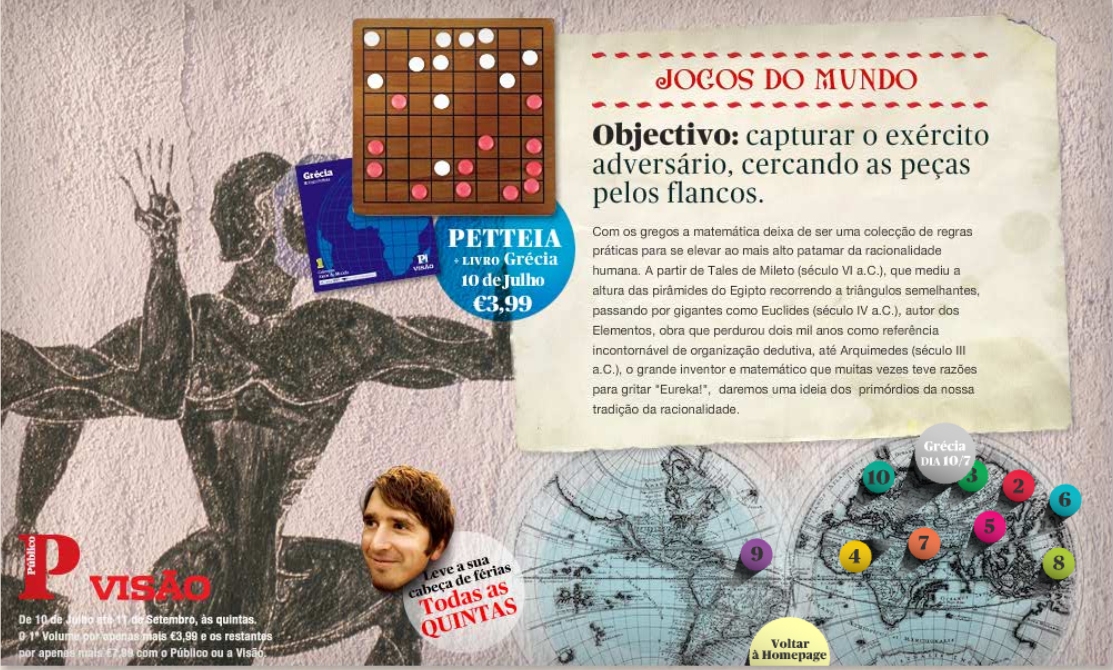 JOGOS DO MUNDO
Objectivo: capturar o exército
adversário, cercando as peças
pelos flancos.
Com os gregos a matemática deixa de ser uma colecção de regras
práticas para se elevar ao mais alto patamar da racionalidade
humana. A partir de Tales de Mileto (século VI a.C.), que mediu a
altura das pirâmides do Egipto recorrendo a triângulos semelhantes,
passando por gigantes como Euclides (século IV a.C.), autor dos
Elementos, obra que perdurou dois mil anos como referência
incontornável de organização dedutiva, até Arquimedes (século III
a.C.), o grande inventor e matemático que muitas vezes teve razões
para gritar "Eureka!", daremos uma ideia dos primórdios da nossa
tradição da racionalidade.
Grécia
1
P
VISÃO
PETTEIA
+ LIVRO Grécia
10 de Julho
€3,99
Grécia
DIA 10/7
10
3
2
6
5
7
4
9
8
Leve a sua
cabeça de férias
Todas as
QUINTAS
Público
P VISÃO
De 10 de Julho até 11 de Setembro, às quintas.
O 1º Volume por apenas mais €3,99 e os restantes
por apenas mais €7,99 com o Público ou a Visão.
Voltar
à Homepage